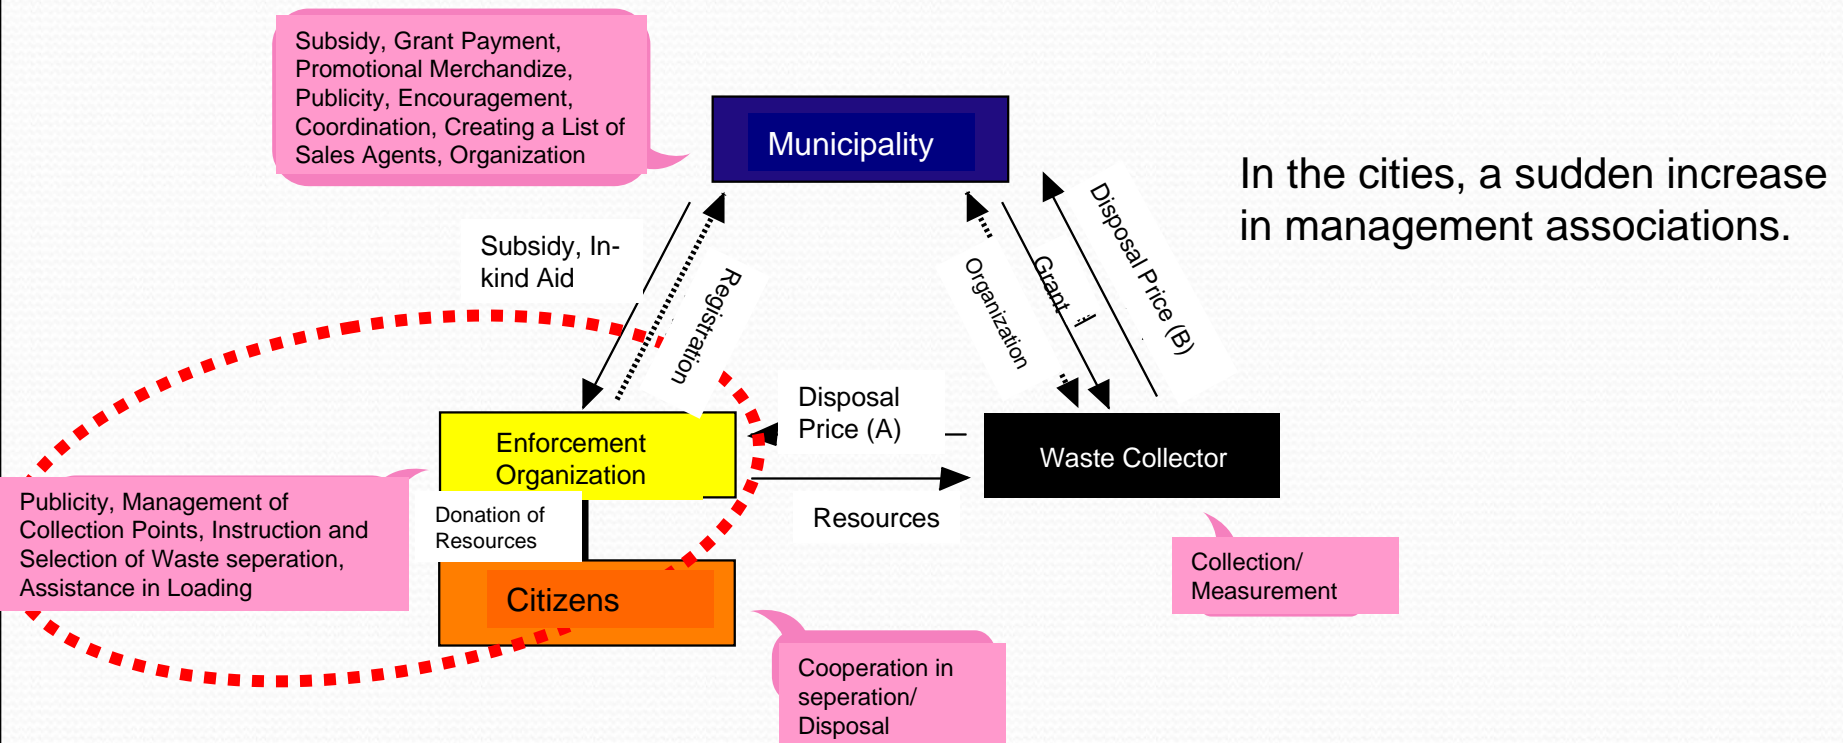 Subsidy, Grant Payment,
Promotional Merchandize,
Publicity, Encouragement,
Coordination, Creating a List of
Sales Agents, Organization
Municipality
In the cities, a sudden increase
in management associations.
Subsidy, In-
kind Aid
Registration
Organization
Grant
Disposal Price (B)
Disposal
Price (A)
Enforcement
Organization
Waste Collector
Resources
Publicity, Management of
Collection Points, Instruction and
Selection of Waste seperation,
Assistance in Loading
Donation of
Resources
Citizens
Collection/
Measurement
Cooperation in
seperation/
Disposal